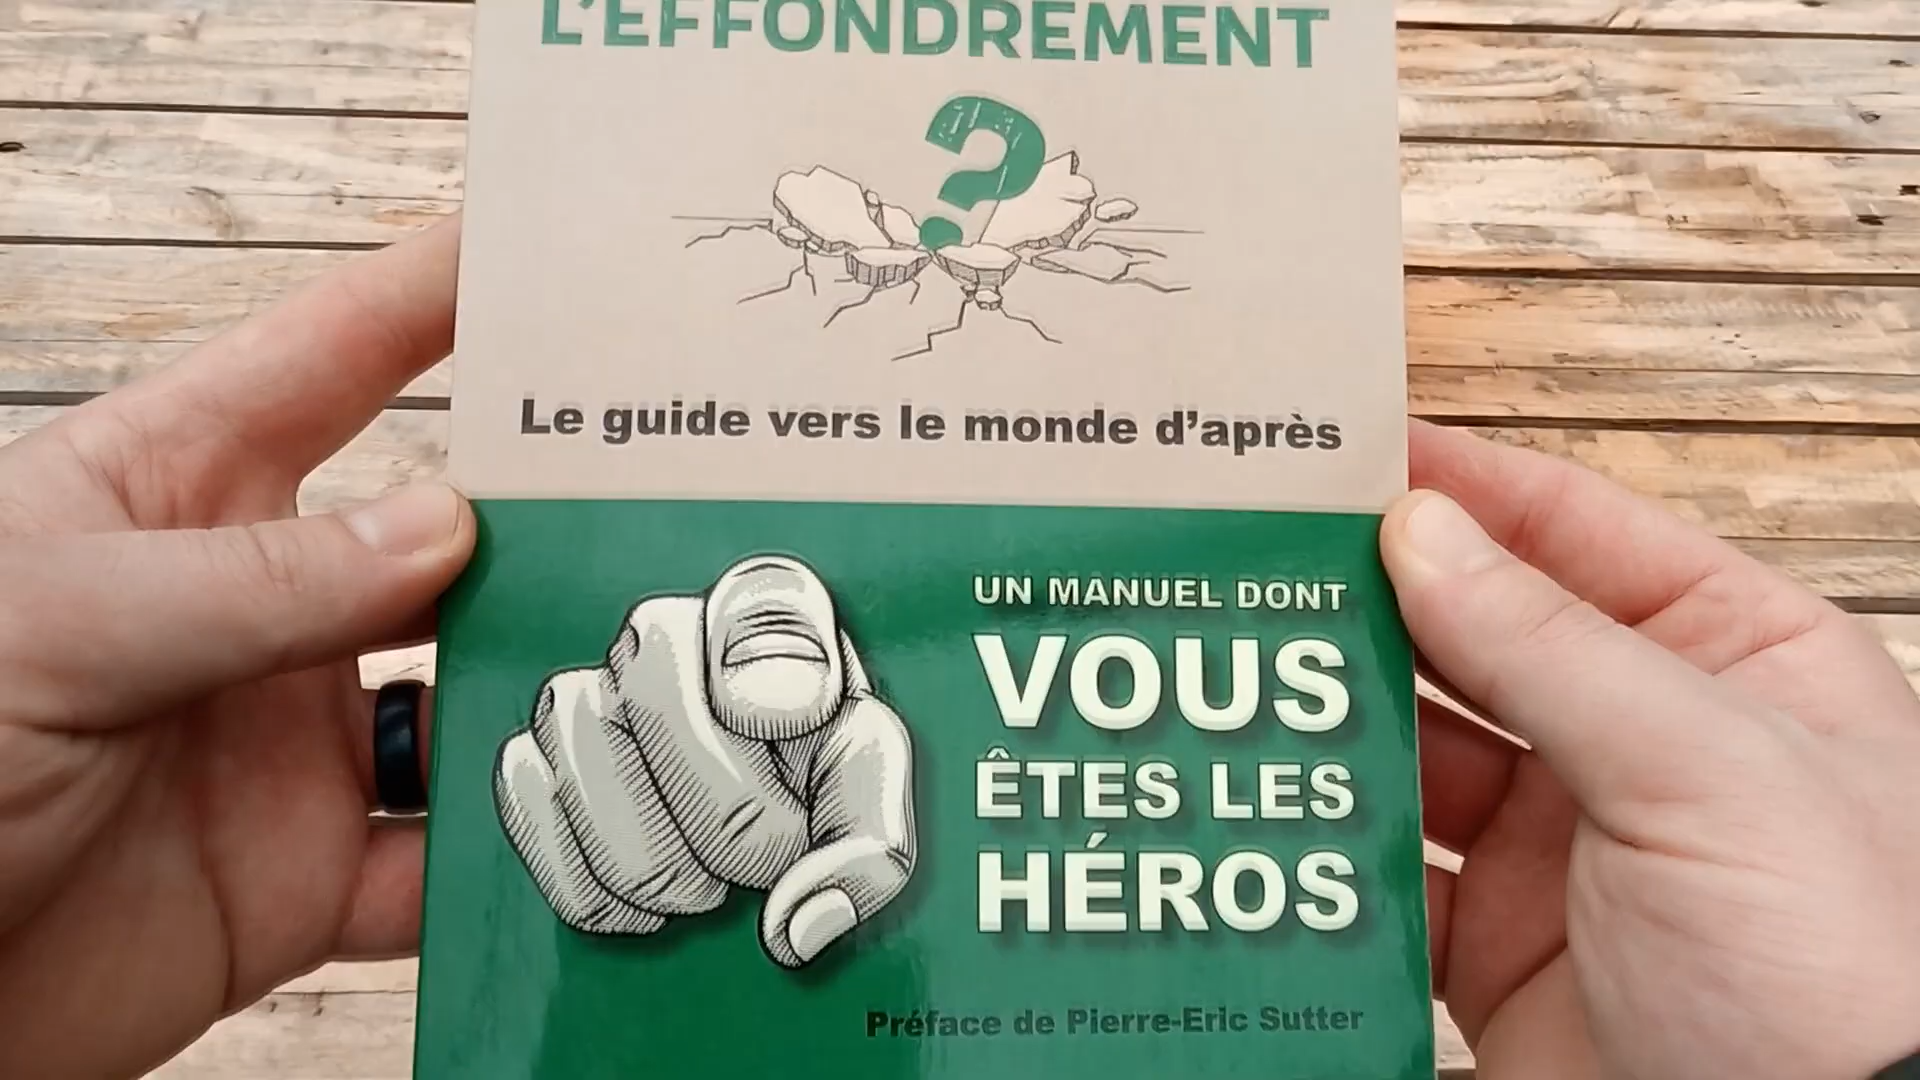 L'EFFONDREMENT
?
Le guide vers le monde d'après
UN MANUEL DONT
VOUS
ÊTES LES
HÉROS
Préface de Pierre-Eric Sutter